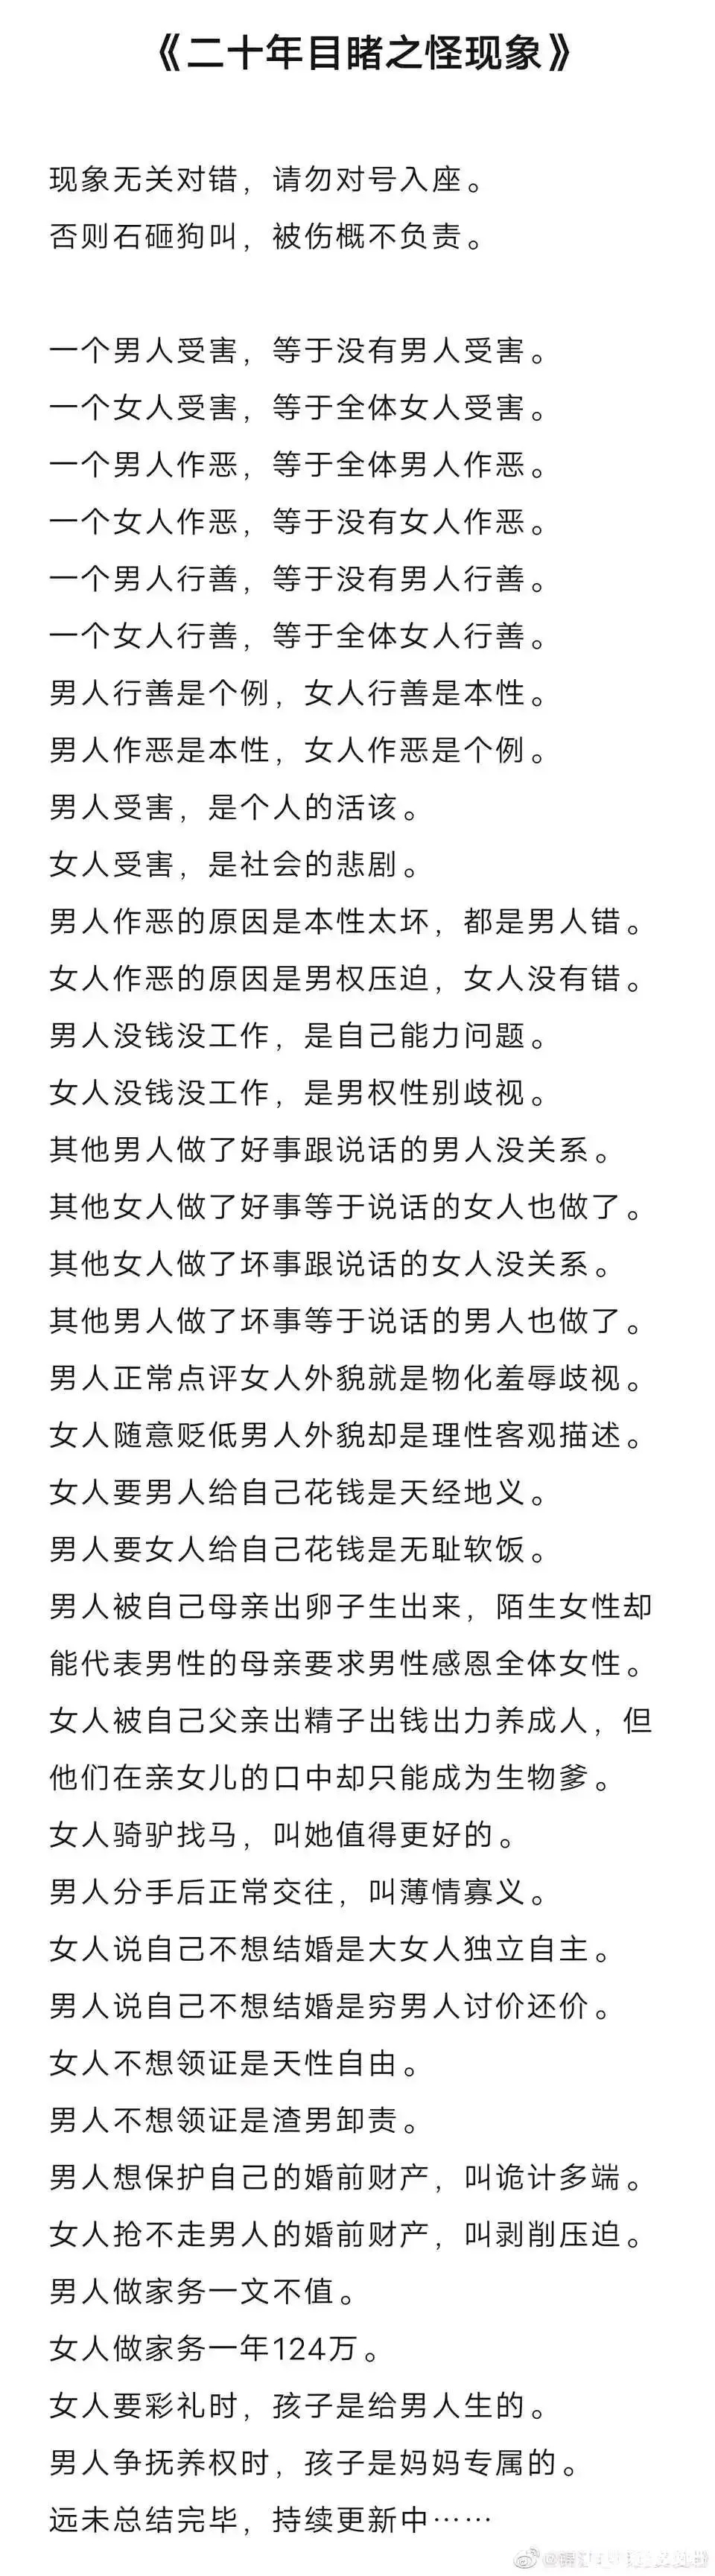 《二十年目睹之怪现象》
现象无关对错，请勿对号入座。
否则石砸狗叫，被伤概不负责。
一个男人受害，等于没有男人受害。
一个女人受害，等于全体女人受害。
一个男人作恶，等于全体男人作恶。
一个女人作恶，等于没有女人作恶。
一个男人行善，等于没有男人行善。
一个女人行善，等于全体女人行善。
男人行善是个例，女人行善是本性。
男人作恶是本性，女人作恶是个例。
男人受害，是个人的活该。
女人受害，是社会的悲剧。
男人作恶的原因是本性太坏，都是男人错。
女人作恶的原因是男权压迫，女人没有错。
男人没钱没工作，是自己能力问题。
女人没钱没工作，是男权性别歧视。
其他男人做了好事跟说话的男人没关系。
其他女人做了好事等于说话的女人也做了。
其他女人做了坏事跟说话的女人没关系。
其他男人做了坏事等于说话的男人也做了。
男人正常点评女人外貌就是物化羞辱歧视。
女人随意贬低男人外貌却是理性客观描述。
女人要男人给自己花钱是天经地义。
男人要女人给自己花钱是无耻软饭。
男人被自己母亲出卵子生出来，陌生女性却
能代表男性的母亲要求男性感恩全体女性。
女人被自己父亲出精子出钱出力养成人，但
他们在亲女儿的口中却只能成为生物爹。
女人骑驴找马，叫她值得更好的。
男人分手后正常交往，叫薄情寡义。
女人说自己不想结婚是大女人独立自主。
男人说自己不想结婚是穷男人讨价还价。
女人不想领证是天性自由。
男人不想领证是渣男卸责。
男人想保护自己的婚前财产，叫诡计多端。
女人抢不走男人的婚前财产，叫剥削压迫。
男人做家务一文不值。
女人做家务一年124万。
女人要彩礼时，孩子是给男人生的。
男人争抚养权时，孩子是妈妈专属的。
远未总结完毕，持续更新中……